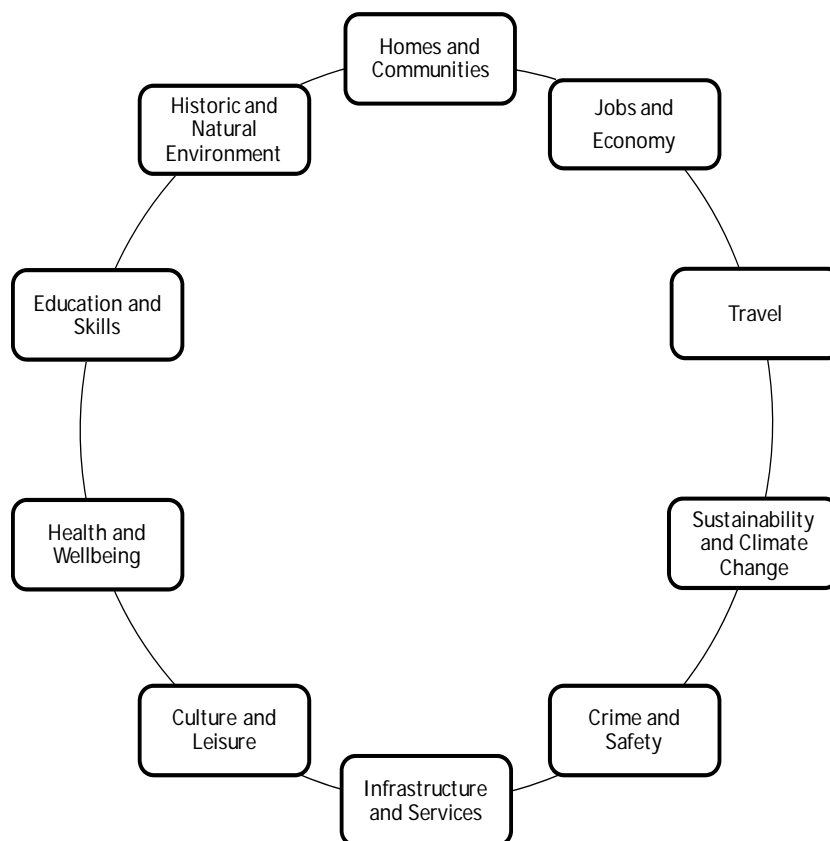 Homes and
Communities
Jobs and
Economy
Travel
Sustainability
and Climate
Change
Crime and
Safety
Infrastructure
and Services
Culture and
Leisure
Health and
Wellbeing
Education and
Skills
Historic and
Natural
Environment